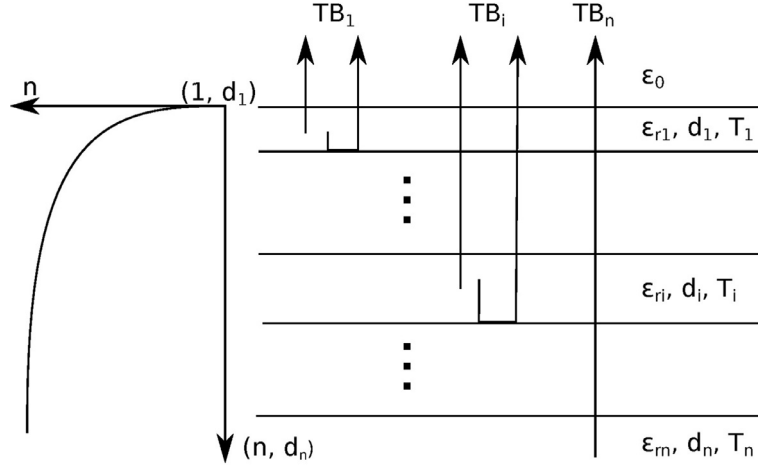 TB₁ TBᵢ TBₙ
ε₀
n (1, d₁)
εᵣ₁, d₁, T₁
εᵣᵢ, dᵢ, Tᵢ
(n, dₙ)
εᵣₙ, dₙ, Tₙ